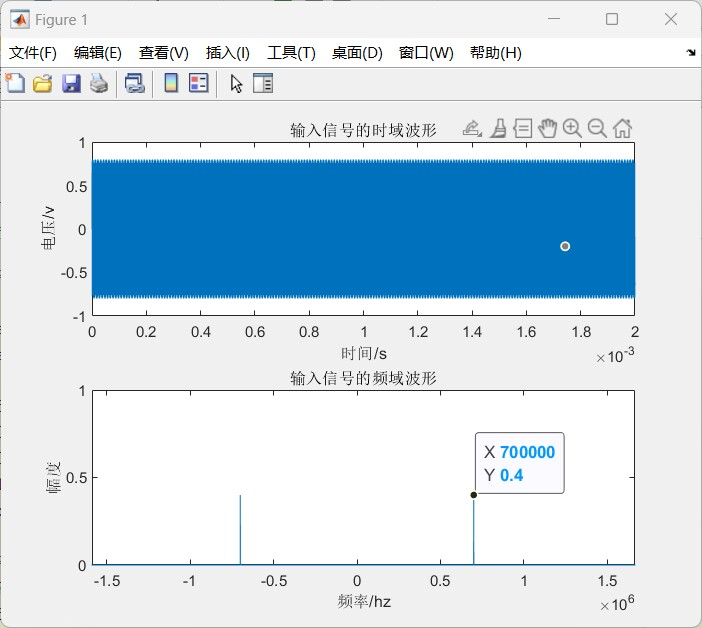 Figure 1
文件(F) 编辑(E) 查看(V) 插入(I) 工具(T) 桌面(D) 窗口(W) 帮助(H)
输入信号的时域波形
1
0.5
0
-0.5
-1
电压/v
0 0.2 0.4 0.6 0.8 1 1.2 1.4 1.6 1.8 2
时间/s
×10⁻³
输入信号的频域波形
1
0.5
0
幅度
X 700000
Y 0.4
-1.5 -1 -0.5 0 0.5 1 1.5
频率/hz
×10⁶